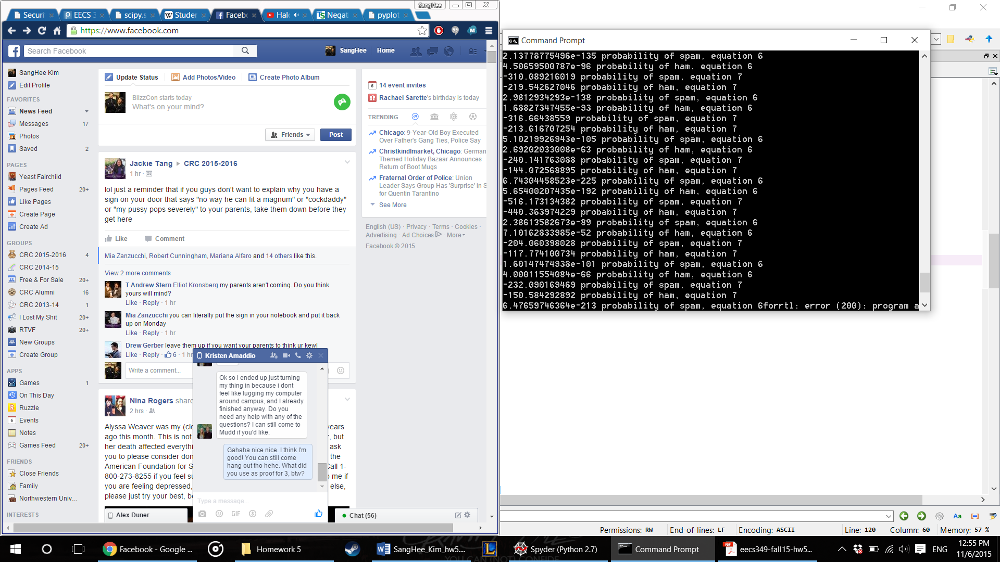 SangHee
Securi
EECS 3
scipy.s
Studen
Facebo
Halo
Negat
pyplot
https://www.facebook.com
Search Facebook
SangHee
Home
SangHee Kim
Edit Profile
FAVORITES
News Feed
Messages 17
Photos
Saved 2
PAGES
Yeast Fairchild
Pages Feed 20+
Like Pages
Create Page
Create Ad
GROUPS
CRC 2015-2016 4
CRC 2014-15
Free & For Sale 20+
CRC Alumni 16
CRC 2013-14 1
I Lost My Shit 20+
RTVF 20+
New Groups
Create Group
APPS
Games 1
On This Day
Ruzzle
Events
Notes
Games Feed 20+
FRIENDS
Close Friends
Family
Northwestern Univ...
INTERESTS
Update Status
Add Photos/Video
Create Photo Album
BlizzCon starts today
What's on your mind?
Friends
Post
Jackie Tang ▸ CRC 2015-2016
1 hr ·
lol just a reminder that if you guys don't want to explain why you have a
sign on your door that says "no way he can fit a magnum" or "cockdaddy"
or "my pussy pops severely" to your parents, take them down before they
get here
Like Comment
Mia Zanzucchi, Robert Cunningham, Mariana Alfaro and 14 others like this.
View 2 more comments
T Andrew Stern Elliot Kronsberg my parents aren't coming. Do you think
yours will mind?
Like · Reply · 1 hr
Mia Zanzucchi you can literally put the sign in your notebook and put it back
up on Monday
Like · Reply · 1 hr
Drew Gerber leave them up if you want your parents to think ur kewl
Like · Reply · 6 · 1 hr
Write a comment...
Nina Rogers share
2 hrs ·
Alyssa Weaver was my (clo
years
ago this month. This is not
, but
her death affected everythi
ask
you to please consider don
the
American Foundation for S
Call 1-
800-273-8255 if you feel su
o me if
you are feeling depressed,
else,
please just try your best, be
Alex Duner
Kristen Amaddio
Ok so i ended up just turning
my thing in because i dont
feel like lugging my computer
around campus, and I already
finished anyway. Do you
need any help with any of the
questions? I can still come to
Mudd if you'd like.
Gahaha nice nice. I think I'm
good! You can still come
hang out tho hehe. What did
you use as proof for 3, btw?
Type a message...
GIF
Chat (56)
6 14 event invites
Rachael Sarette's birthday is today
TRENDING
Chicago: 9-Year-Old Boy Executed
Over Father's Gang Ties, Police Say
Christkindlmarket, Chicago: German
Themed Holiday Bazaar Announces
Return of Boot Mugs
Fraternal Order of Police: Union
Leader Says Group Has 'Surprise' in S
for Quentin Tarantino
See More
English (US) · Privacy · Terms · Cookies ·
Advertising · Ad Choices · More
Facebook © 2015
Command Prompt
2.13778775496e-135 probability of spam, equation 6
4.50659500787e-96 probability of ham, equation 6
-310.089216019 probability of spam, equation 7
-219.542627046 probability of ham, equation 7
2.9812934293e-138 probability of spam, equation 6
1.68827347455e-93 probability of ham, equation 6
-316.66438559 probability of spam, equation 7
-213.616707254 probability of ham, equation 7
5.10219926943e-105 probability of spam, equation 6
2.69202033008e-63 probability of ham, equation 6
-240.141763088 probability of spam, equation 7
-144.072568895 probability of ham, equation 7
6.74304458523e-225 probability of spam, equation 6
5.65400207435e-192 probability of ham, equation 6
-516.173134382 probability of spam, equation 7
-440.363974229 probability of ham, equation 7
2.38613582673e-89 probability of spam, equation 6
7.10162833985e-52 probability of ham, equation 6
-204.060398028 probability of spam, equation 7
-117.774100734 probability of ham, equation 7
1.60147474938e-101 probability of spam, equation 6
4.00011554084e-66 probability of ham, equation 6
-232.090169469 probability of spam, equation 7
-150.584292892 probability of ham, equation 7
6.47659746364e-213 probability of spam, equation 6forrtl: error (200): program a
Aa
Permissions: RW End-of-lines: LF Encoding: ASCII Line: 120 Column: 60 Memory: 57 %
Facebook - Google ...
Homework 5
SangHee_Kim_hw5....
Spyder (Python 2.7)
Command Prompt
eecs349-fall15-hw5...
ENG
12:55 PM
11/6/2015
YOU CAN (NOT) CONFIDE